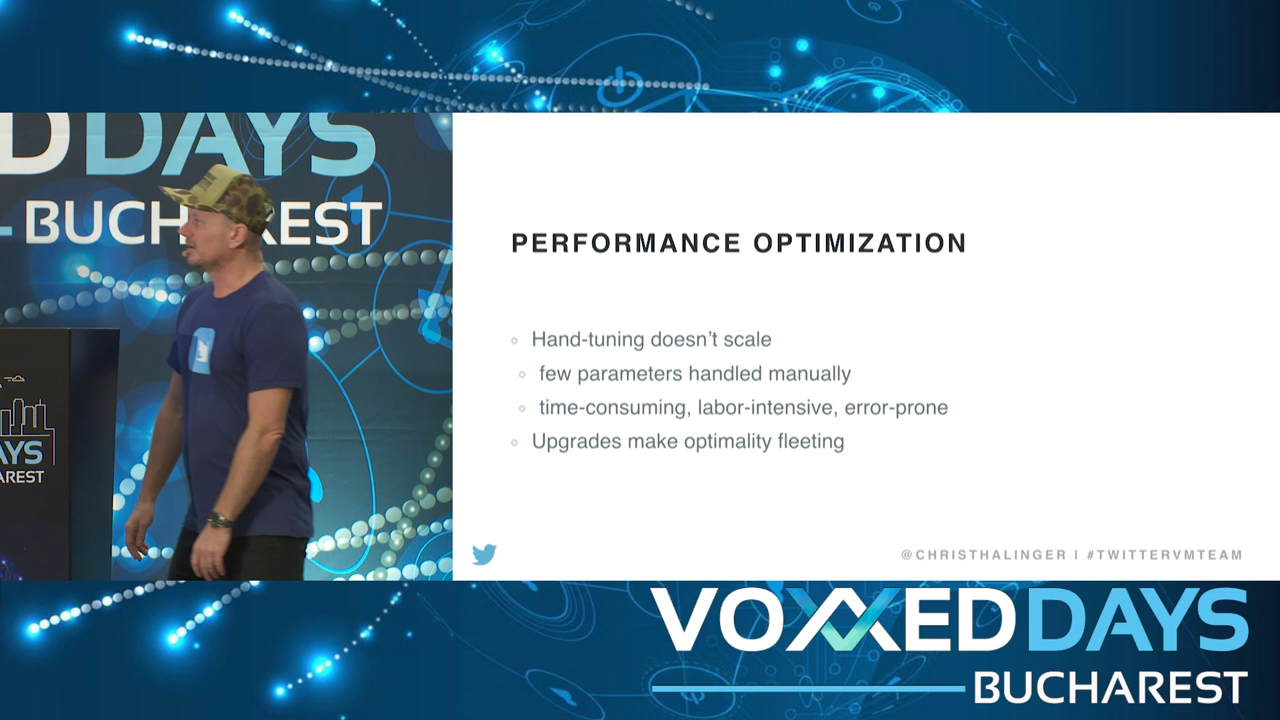 DDAYS
BUCHAREST
AYS
AREST
PERFORMANCE OPTIMIZATION
Hand-tuning doesn’t scale
few parameters handled manually
time-consuming, labor-intensive, error-prone
Upgrades make optimality fleeting
@CHRISTHALINGER | #TWITTERVMTEAM
VOXXEDDAYS
BUCHAREST